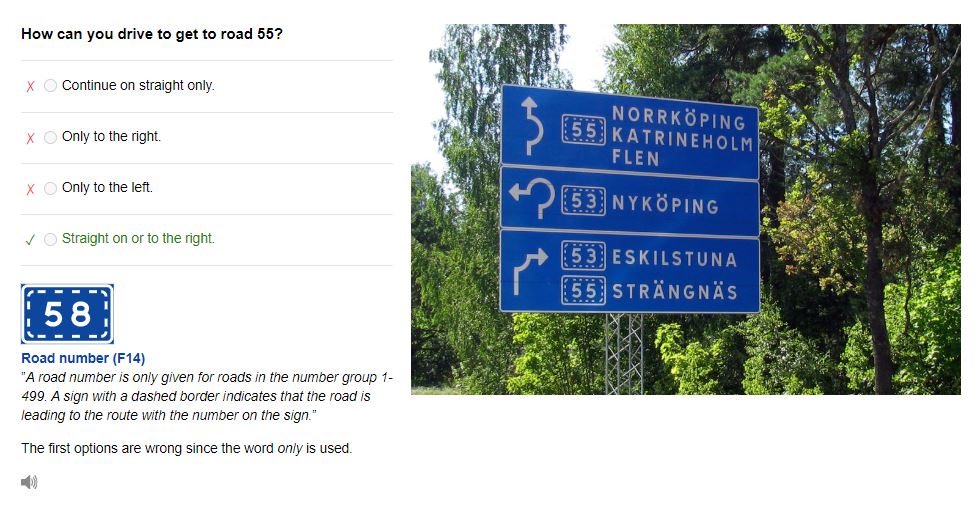 How can you drive to get to road 55?
Continue on straight only.
Only to the right.
Only to the left.
Straight on or to the right.
58
Road number (F14)
"A road number is only given for roads in the number group 1-
499. A sign with a dashed border indicates that the road is
leading to the route with the number on the sign."
The first options are wrong since the word only is used.
55 NORRKÖPING
KATRINEHOLM
FLEN
53 NYKÖPING
53 ESKILSTUNA
55 STRÄNGNÄS